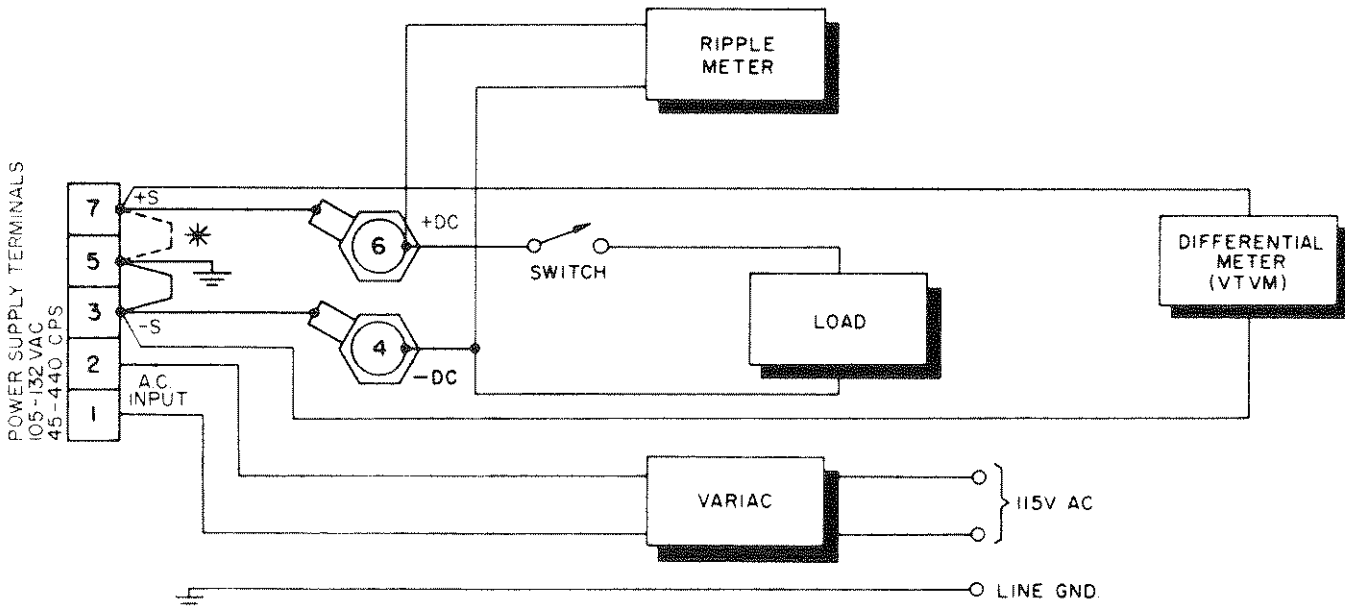 RIPPLE
METER
POWER SUPPLY TERMINALS
105-132 VAC
45-440 CPS
7
5
3
2
1
+S
-S
A.C.
INPUT
6
+DC
4
-DC
SWITCH
LOAD
DIFFERENTIAL
METER
(VTVM)
VARIAC
115V AC
LINE GND.